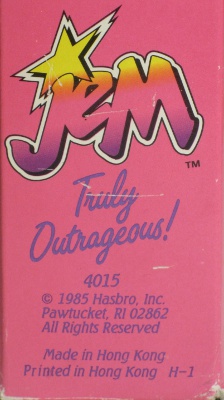 JEM
TM
Truly
Outrageous!
4015
© 1985 Hasbro, Inc.
Pawtucket, RI 02862
All Rights Reserved
Made in Hong Kong
Printed in Hong Kong H-1